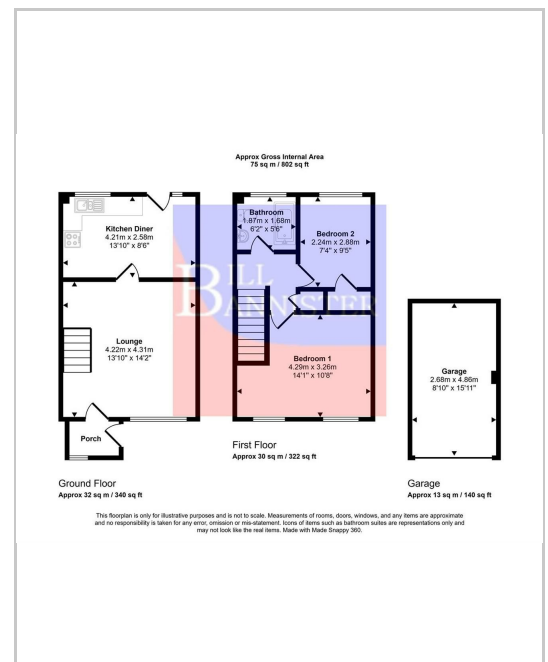 Approx Gross Internal Area
75 sq m / 802 sq ft
Kitchen Diner
4.21m x 2.58m
13'10" x 8'6"
Bathroom
1.87m x 1.68m
6'2" x 5'6"
Bedroom 2
2.24m x 2.88m
7'4" x 9'5"
BILL
BANNISTER
Lounge
4.22m x 4.31m
13'10" x 14'2"
Bedroom 1
4.29m x 3.26m
14'1" x 10'8"
Garage
2.68m x 4.86m
8'10" x 15'11"
Porch
Ground Floor
Approx 32 sq m / 340 sq ft
First Floor
Approx 30 sq m / 322 sq ft
Garage
Approx 13 sq m / 140 sq ft
This floorplan is only for illustrative purposes and is not to scale. Measurements of rooms, doors, windows, and any items are approximate
and no responsibility is taken for any error, omission or mis-statement. Icons of items such as bathroom suites are representations only and
may not look like the real items. Made with Made Snappy 360.